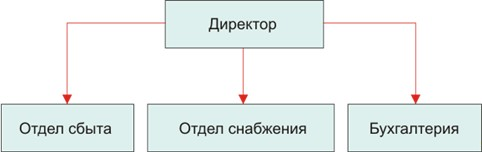 Директор
Отдел сбыта
Отдел снабжения
Бухгалтерия